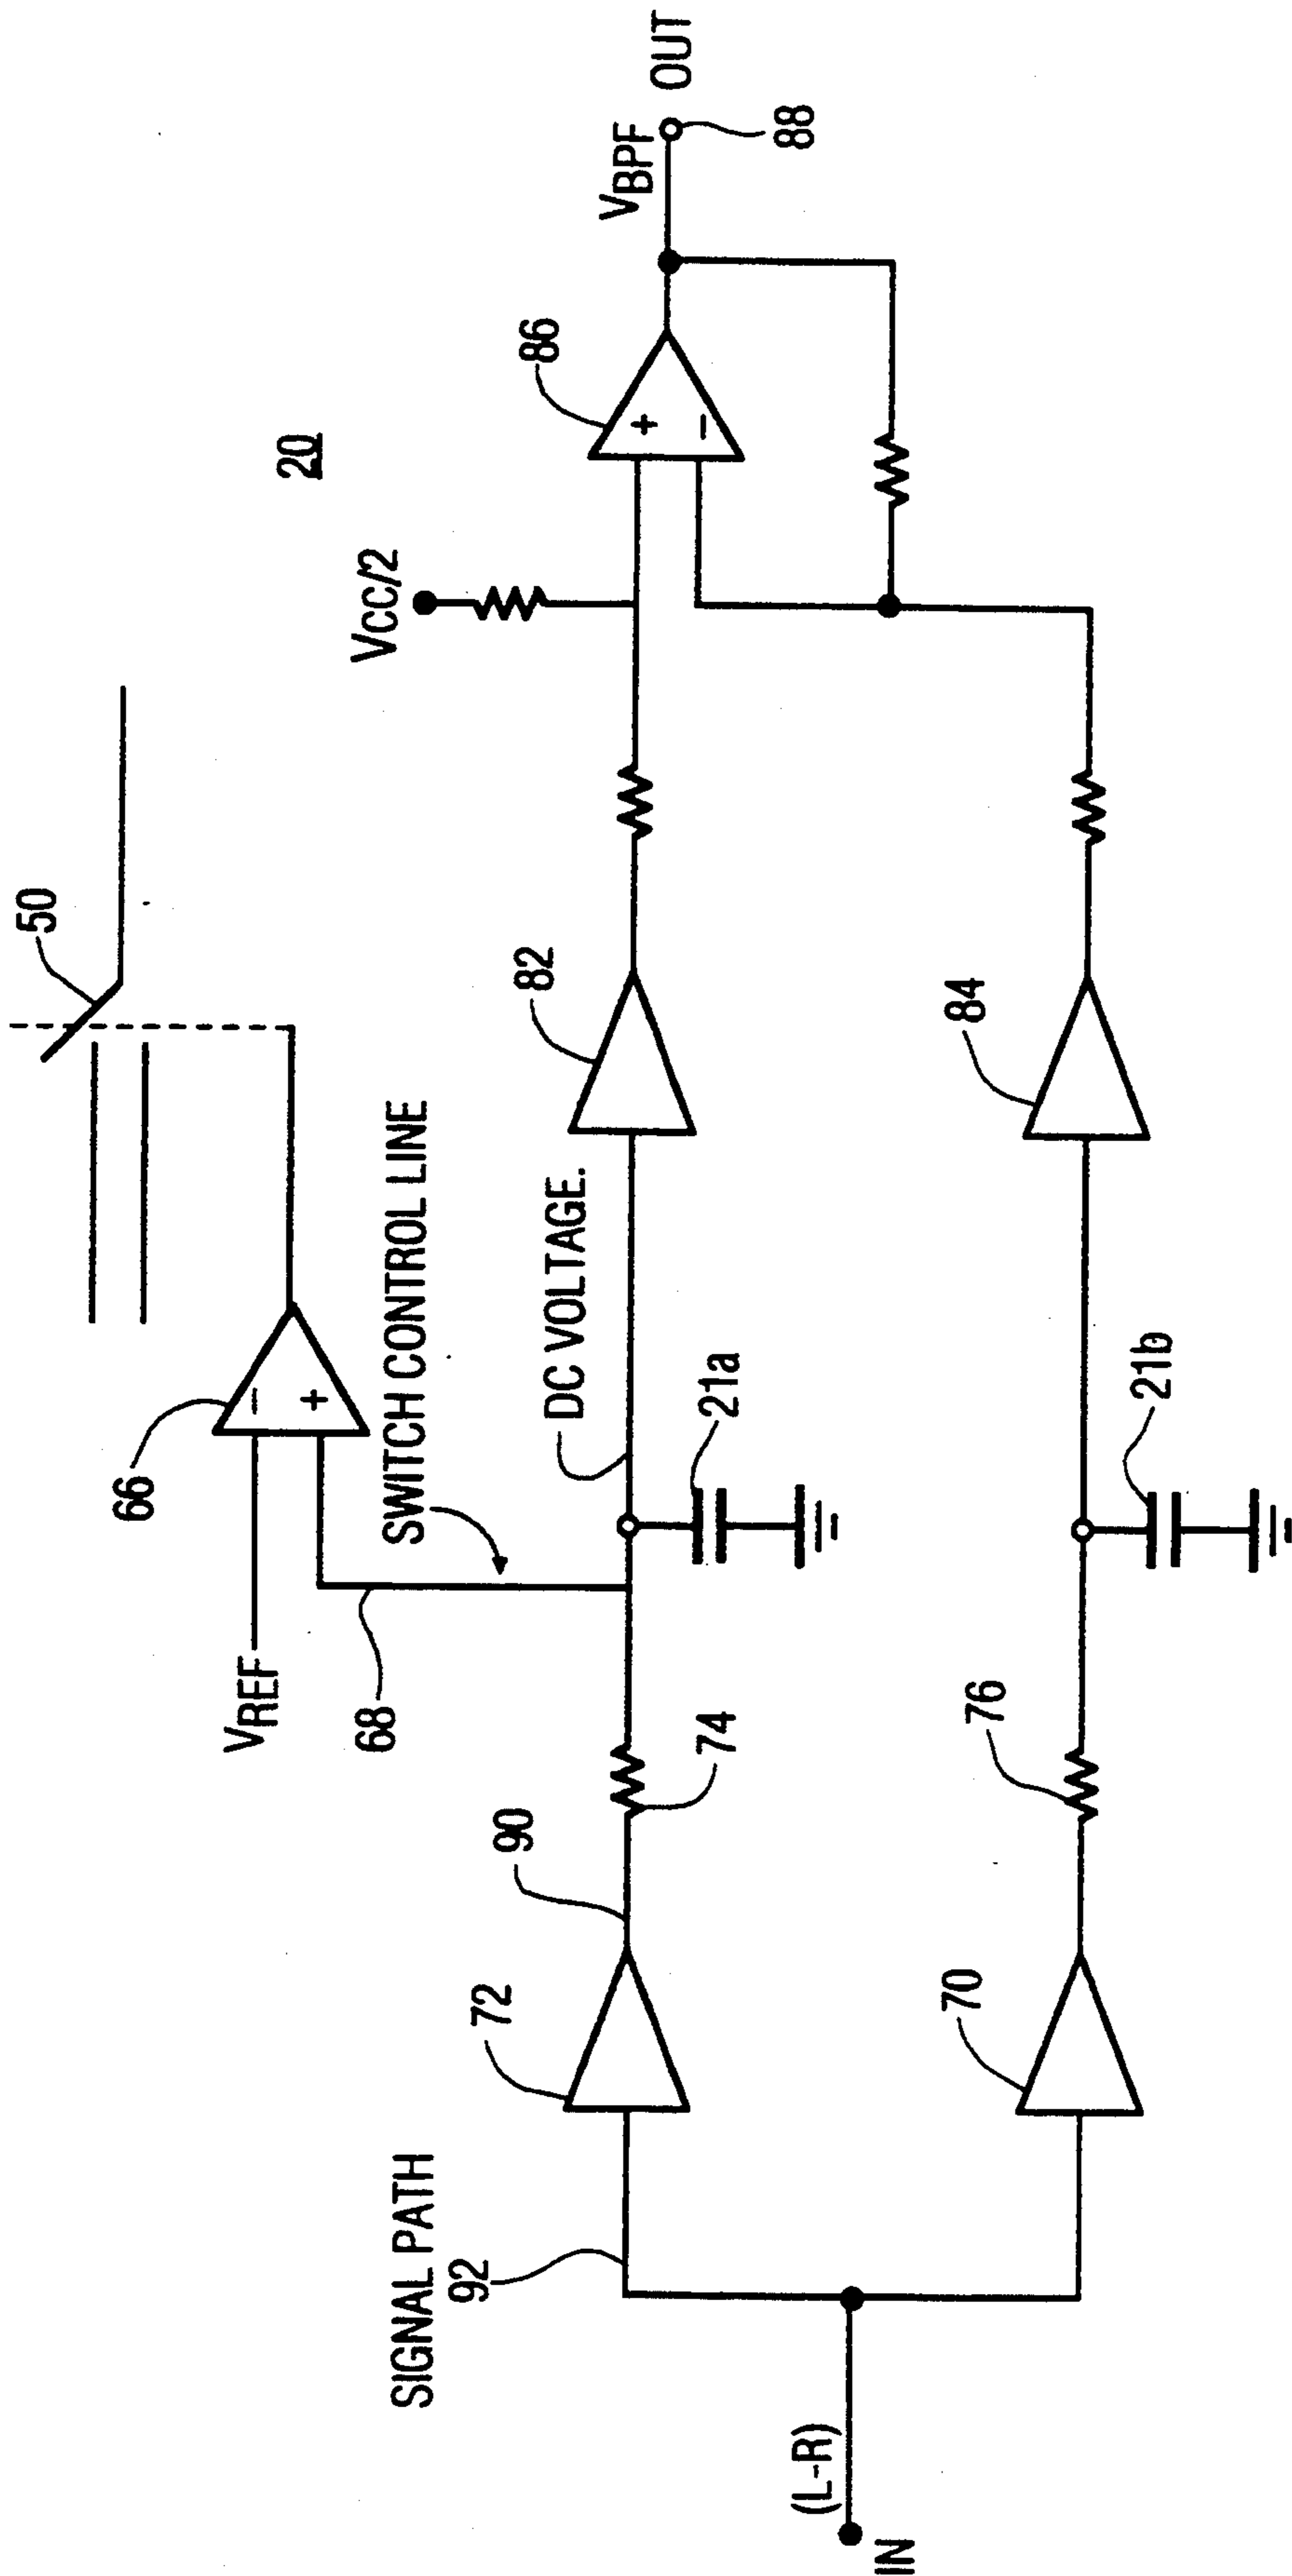 50
66
VREF
68
SWITCH CONTROL LINE
20
VCC/2
SIGNAL PATH
92
72
90
74
DC VOLTAGE.
21a
82
86
VBPF
OUT
88
(L-R)
IN
70
76
21b
84
+
−
−
+